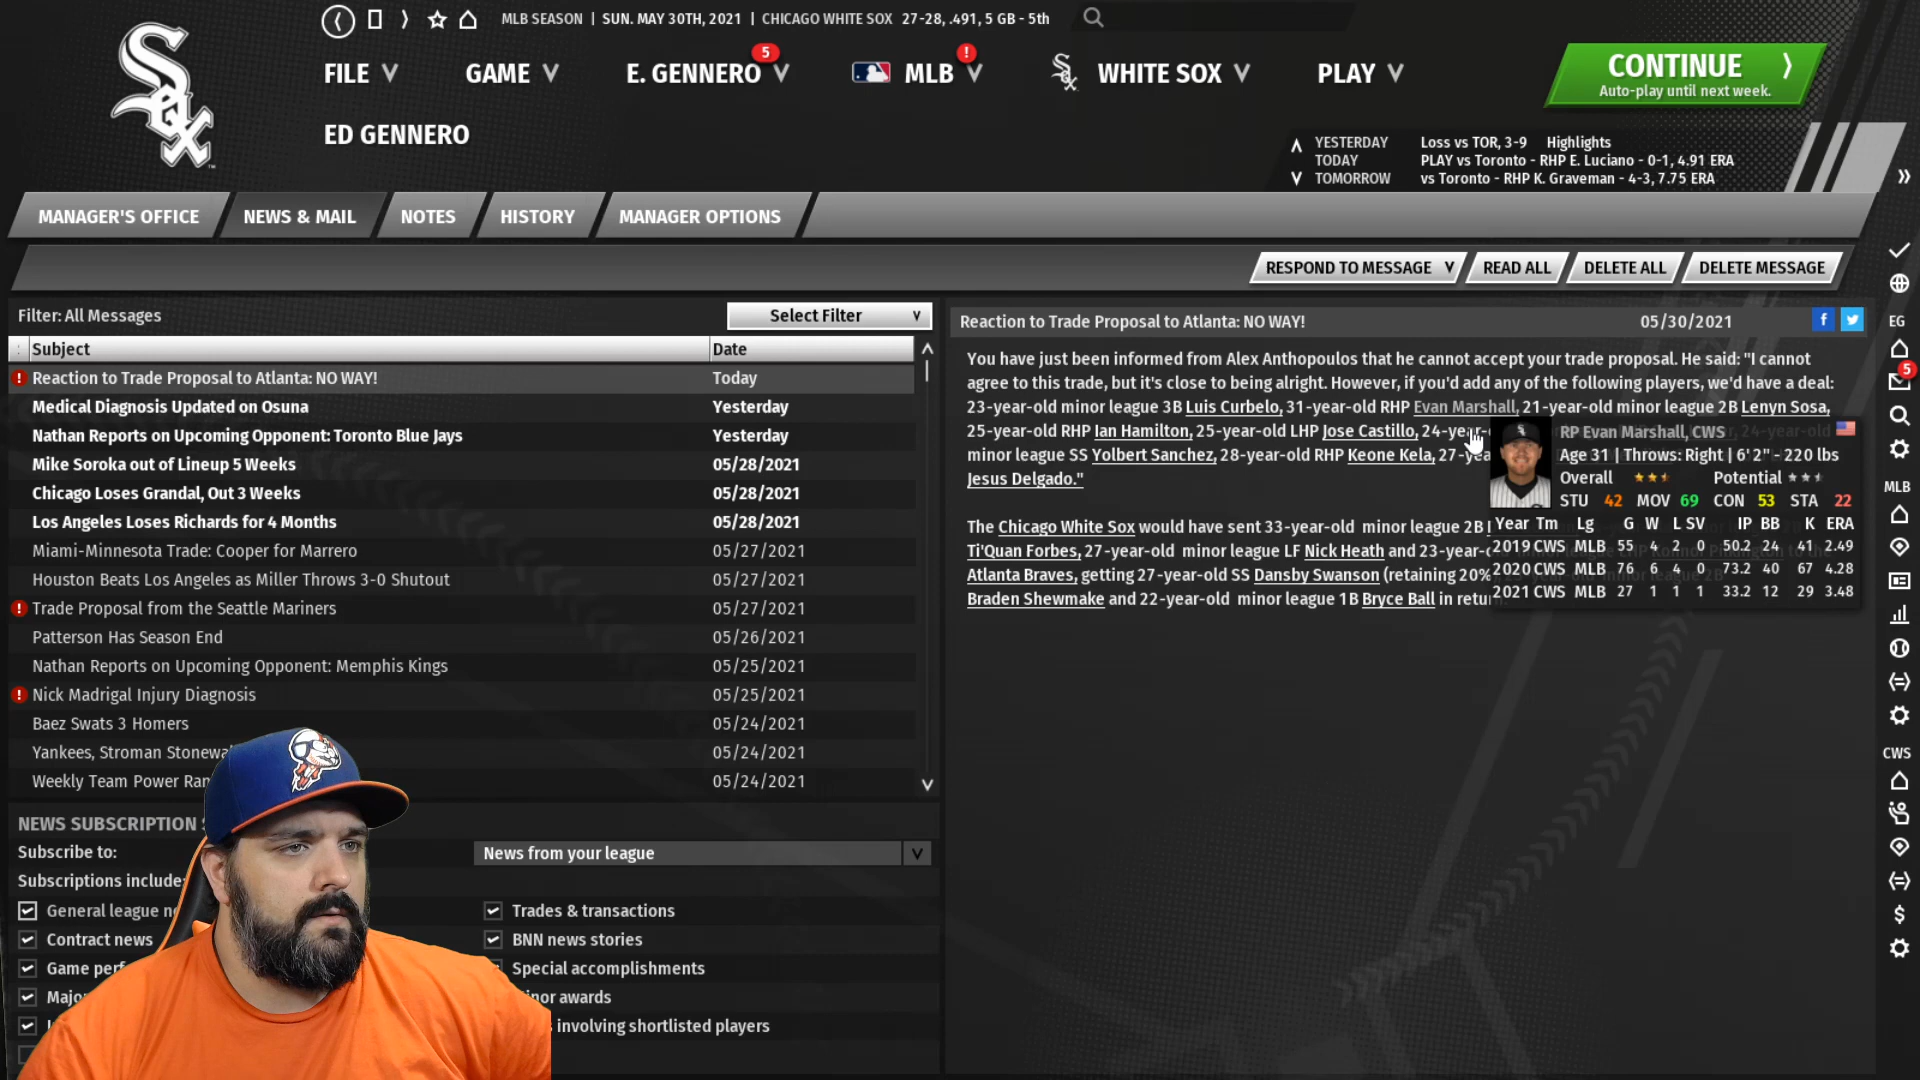 MLB SEASON | SUN. MAY 30TH, 2021 | CHICAGO WHITE SOX 27-28, .491, 5 GB - 5th
FILE GAME E. GENNERO 5 MLB ! WHITE SOX PLAY
CONTINUE
Auto-play until next week.
ED GENNERO
YESTERDAY Loss vs TOR, 3-9 Highlights
TODAY PLAY vs Toronto - RHP E. Luciano - 0-1, 4.91 ERA
TOMORROW vs Toronto - RHP K. Graveman - 4-3, 7.75 ERA
MANAGER'S OFFICE NEWS & MAIL NOTES HISTORY MANAGER OPTIONS
RESPOND TO MESSAGE READ ALL DELETE ALL DELETE MESSAGE
Filter: All Messages Select Filter
Subject Date
Reaction to Trade Proposal to Atlanta: NO WAY! Today
Medical Diagnosis Updated on Osuna Yesterday
Nathan Reports on Upcoming Opponent: Toronto Blue Jays Yesterday
Mike Soroka out of Lineup 5 Weeks 05/28/2021
Chicago Loses Grandal, Out 3 Weeks 05/28/2021
Los Angeles Loses Richards for 4 Months 05/28/2021
Miami-Minnesota Trade: Cooper for Marrero 05/27/2021
Houston Beats Los Angeles as Miller Throws 3-0 Shutout 05/27/2021
Trade Proposal from the Seattle Mariners 05/27/2021
Patterson Has Season End 05/26/2021
Nathan Reports on Upcoming Opponent: Memphis Kings 05/25/2021
Nick Madrigal Injury Diagnosis 05/25/2021
Baez Swats 3 Homers 05/24/2021
Yankees, Stroman 05/24/2021
Weekly Team Power 05/24/2021
NEWS SUBSCRIPTION
Subscribe to: News from your league
Subscriptions include:
General league Trades & transactions
Contract news BNN news stories
Game Special accomplishments
awards
involving shortlisted players
Reaction to Trade Proposal to Atlanta: NO WAY! 05/30/2021
You have just been informed from Alex Anthopoulos that he cannot accept your trade proposal. He said: "I cannot
agree to this trade, but it's close to being alright. However, if you'd add any of the following players, we'd have a deal:
23-year-old minor league 3B Luis Curbelo, 31-year-old RHP Evan Marshall, 21-year-old minor league 2B Lenyn Sosa,
25-year-old RHP Ian Hamilton, 25-year-old LHP Jose Castillo,
minor league SS Yolbert Sanchez, 28-year-old RHP Keone Kela,
Jesus Delgado."
The Chicago White Sox would have sent 33-year-old minor league 2B
Ti'Quan Forbes, 27-year-old minor league LF Nick Heath and
Atlanta Braves, getting 27-year-old SS Dansby Swanson (retaining 20%
Braden Shewmake and 22-year-old minor league 1B Bryce Ball in
RP Evan Marshall, CWS
Age 31 | Throws: Right | 6' 2" - 220 lbs
Overall Potential
STU 42 MOV 69 CON 53 STA 22
Year Tm Lg G W L SV IP BB K ERA
2019 CWS MLB 55 4 2 0 50.2 24 41 2.49
2020 CWS MLB 76 6 4 0 73.2 40 67 4.28
2021 CWS MLB 27 1 1 1 33.2 12 29 3.48
EG
5
MLB
CWS